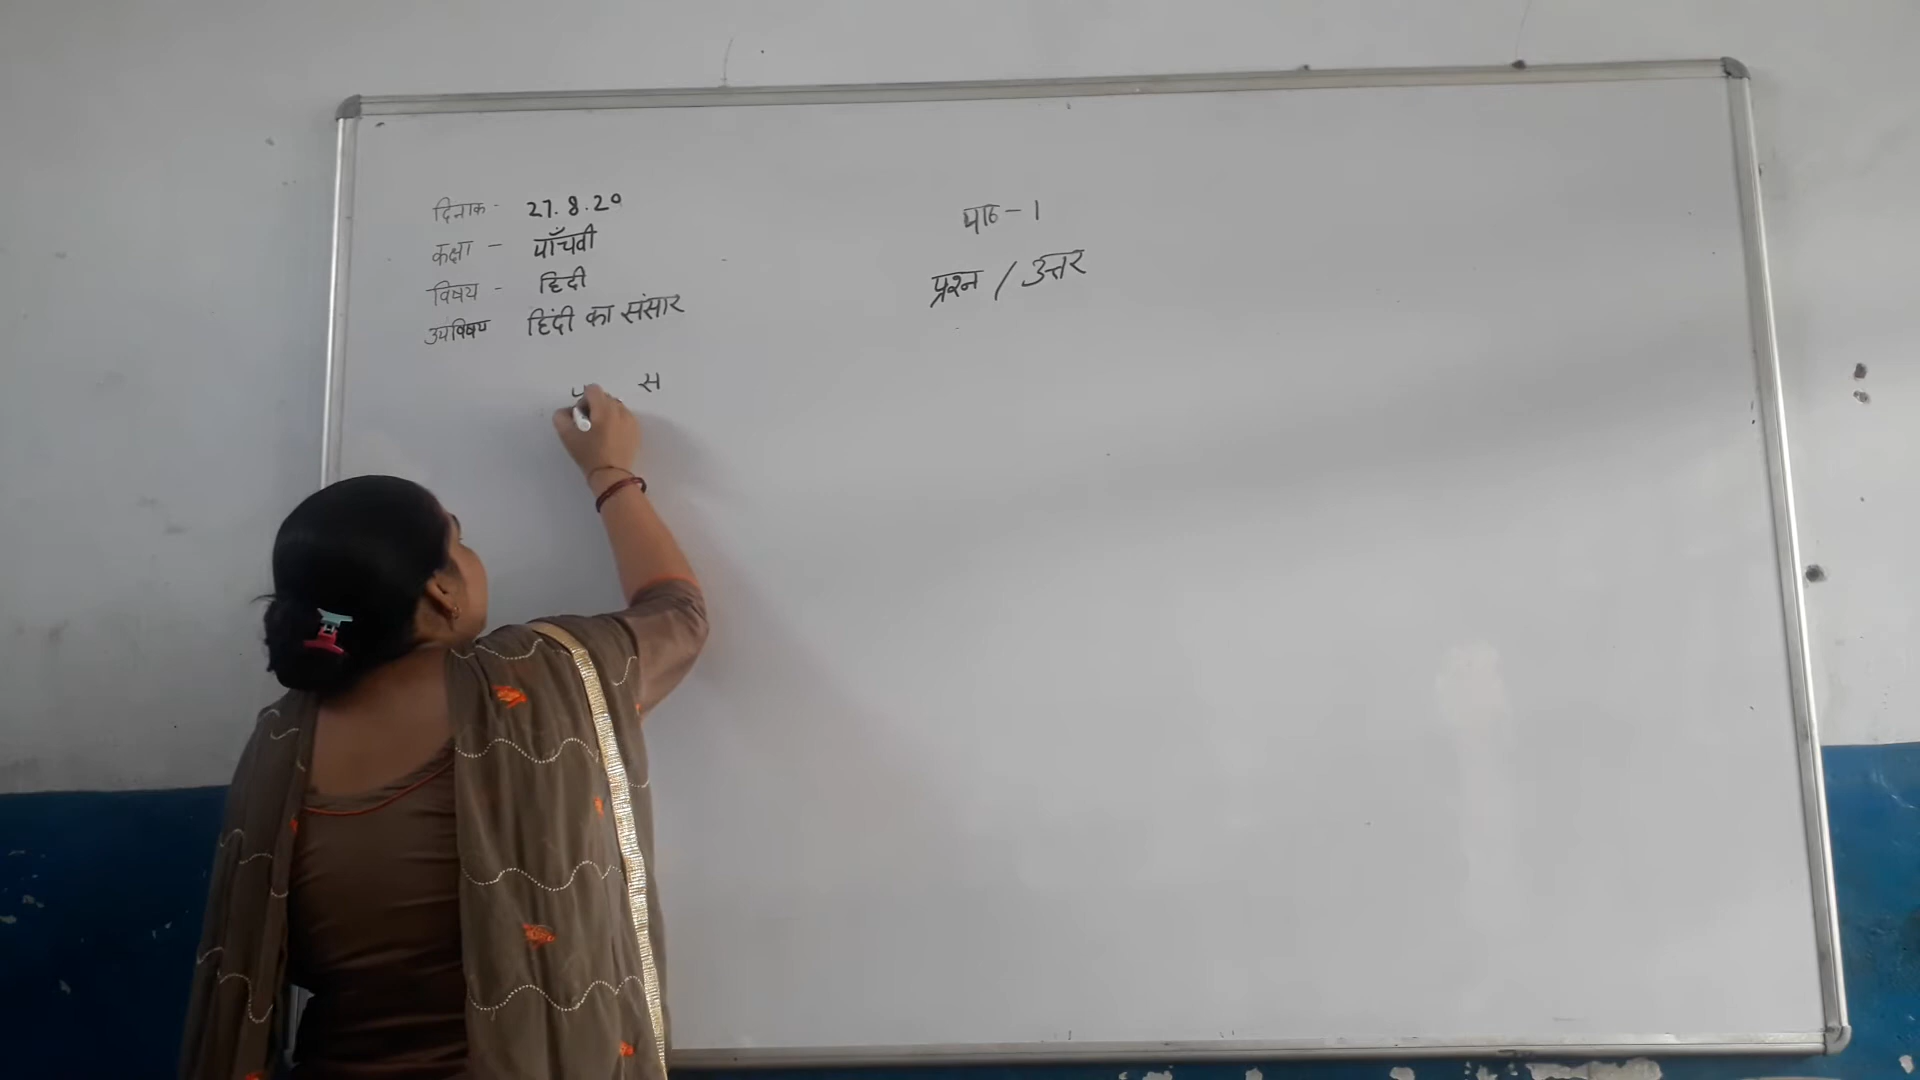 दिनाक - 27.8.20
कक्षा - पाँचवी
विषय - हिंदी
उपविषय हिंदी का संसार
स
पाठ - 1
प्रश्न / उत्तर